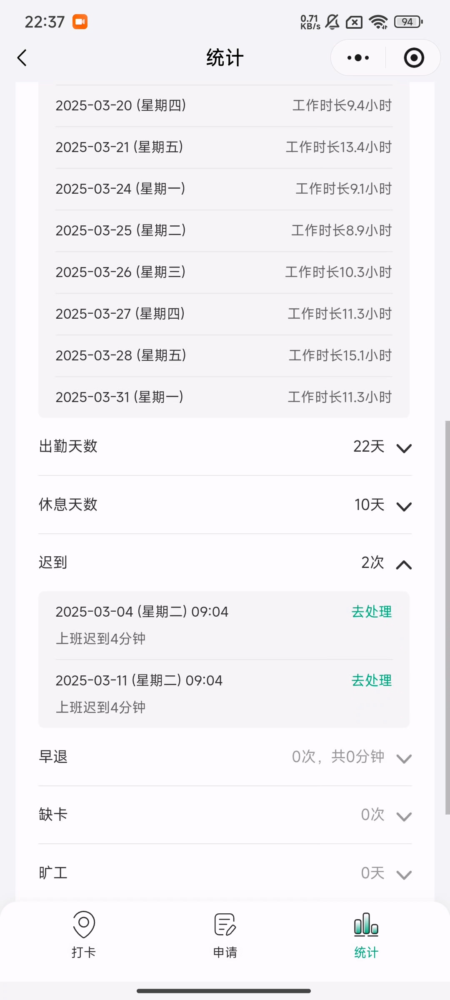 22:37
0.71
KB/s
94
统计
2025-03-20 (星期四) 工作时长9.4小时
2025-03-21 (星期五) 工作时长13.4小时
2025-03-24 (星期一) 工作时长9.1小时
2025-03-25 (星期二) 工作时长8.9小时
2025-03-26 (星期三) 工作时长10.3小时
2025-03-27 (星期四) 工作时长11.3小时
2025-03-28 (星期五) 工作时长15.1小时
2025-03-31 (星期一) 工作时长11.3小时
出勤天数 22天
休息天数 10天
迟到 2次
2025-03-04 (星期二) 09:04 去处理
上班迟到4分钟
2025-03-11 (星期二) 09:04 去处理
上班迟到4分钟
早退 0次，共0分钟
缺卡 0次
旷工 0天
打卡 申请 统计